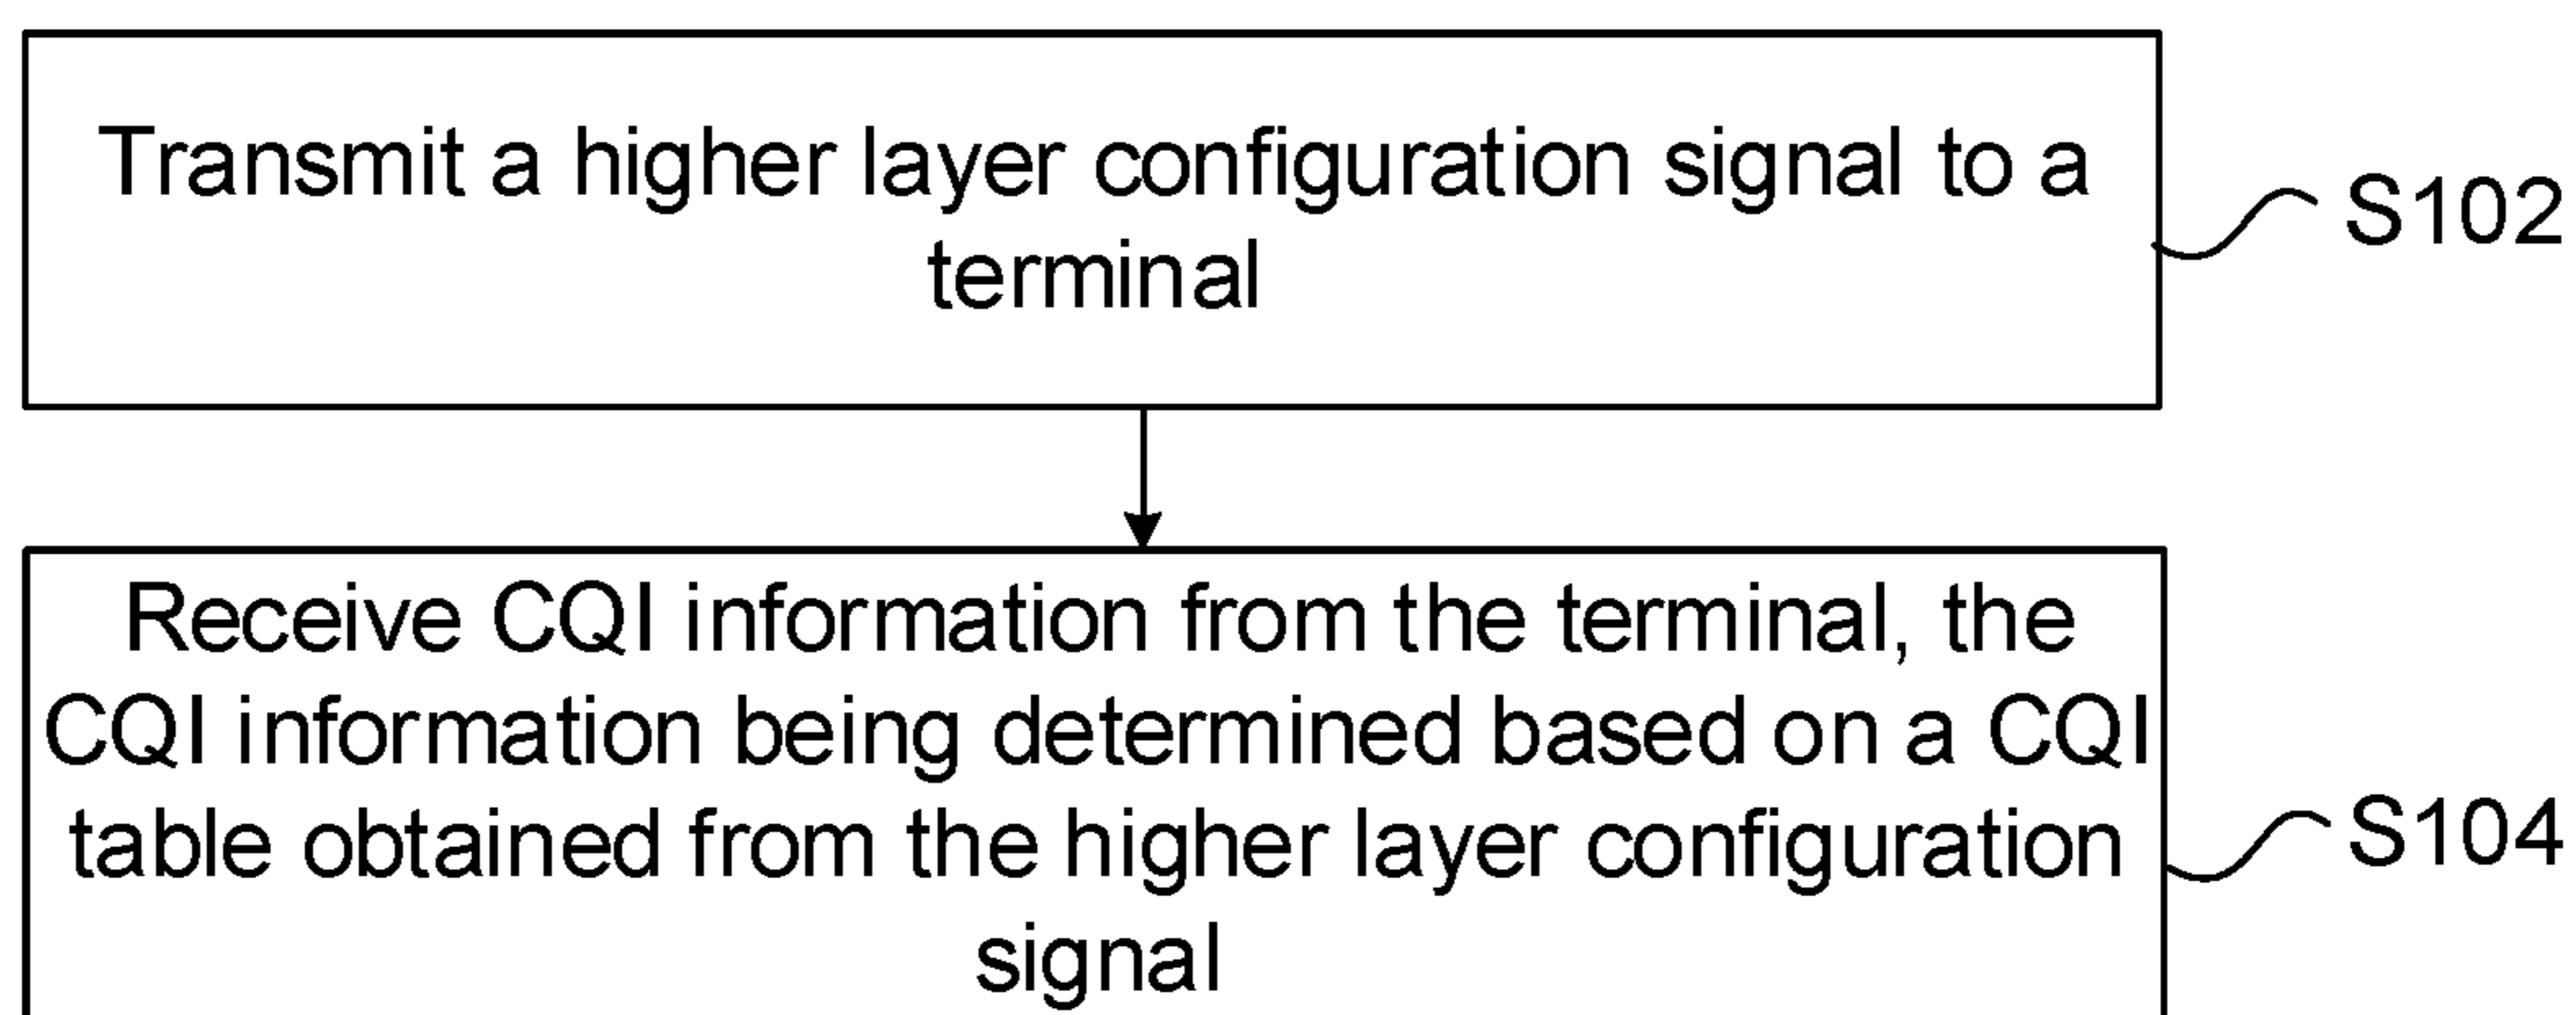 Transmit a higher layer configuration signal to a
terminal
S102
Receive CQI information from the terminal, the
CQI information being determined based on a CQI
table obtained from the higher layer configuration
signal
S104